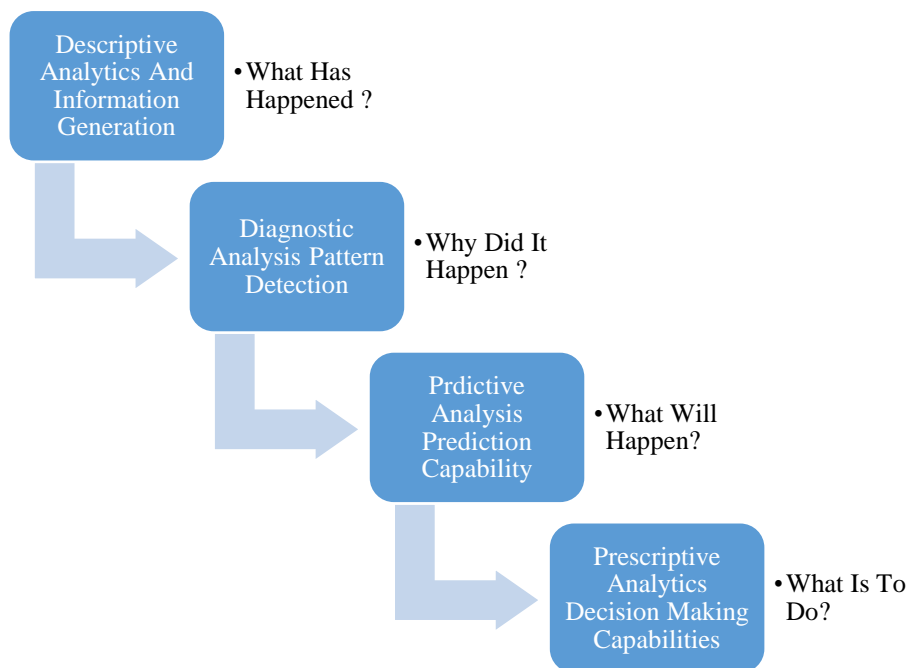 Descriptive
Analytics And
Information
Generation
•What Has
Happened ?
Diagnostic
Analysis Pattern
Detection
•Why Did It
Happen ?
Prdictive
Analysis
Prediction
Capability
•What Will
Happen?
Prescriptive
Analytics
Decision Making
Capabilities
•What Is To
Do?